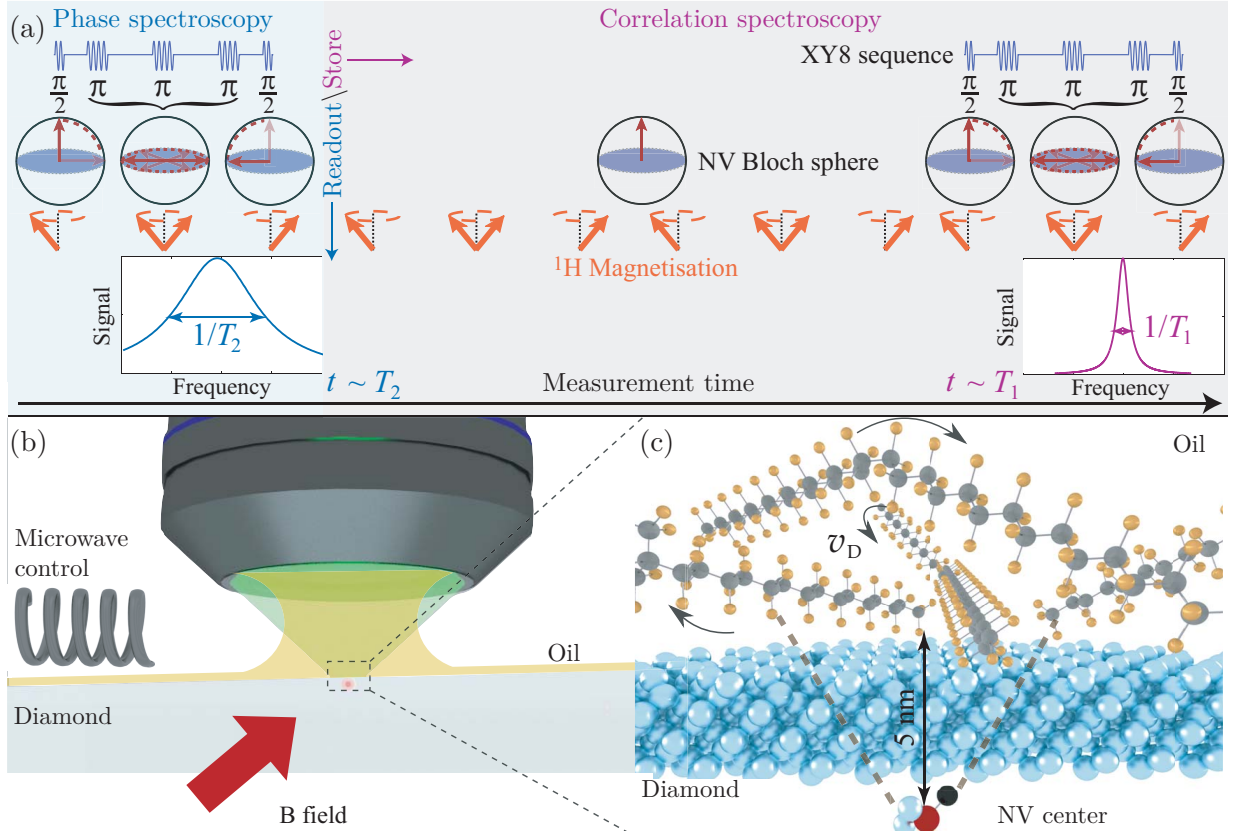 (a)
Phase spectroscopy
Correlation spectroscopy
XY8 sequence
π/2 π π π π/2
π/2 π π π π/2
Readout / Store
NV Bloch sphere
¹H Magnetisation
Signal
1/T₂
Frequency
t ~ T₂
Measurement time
t ~ T₁
Signal
1/T₁
Frequency
(b)
Microwave
control
Oil
Diamond
B field
(c)
Oil
v_D
5 nm
Diamond
NV center